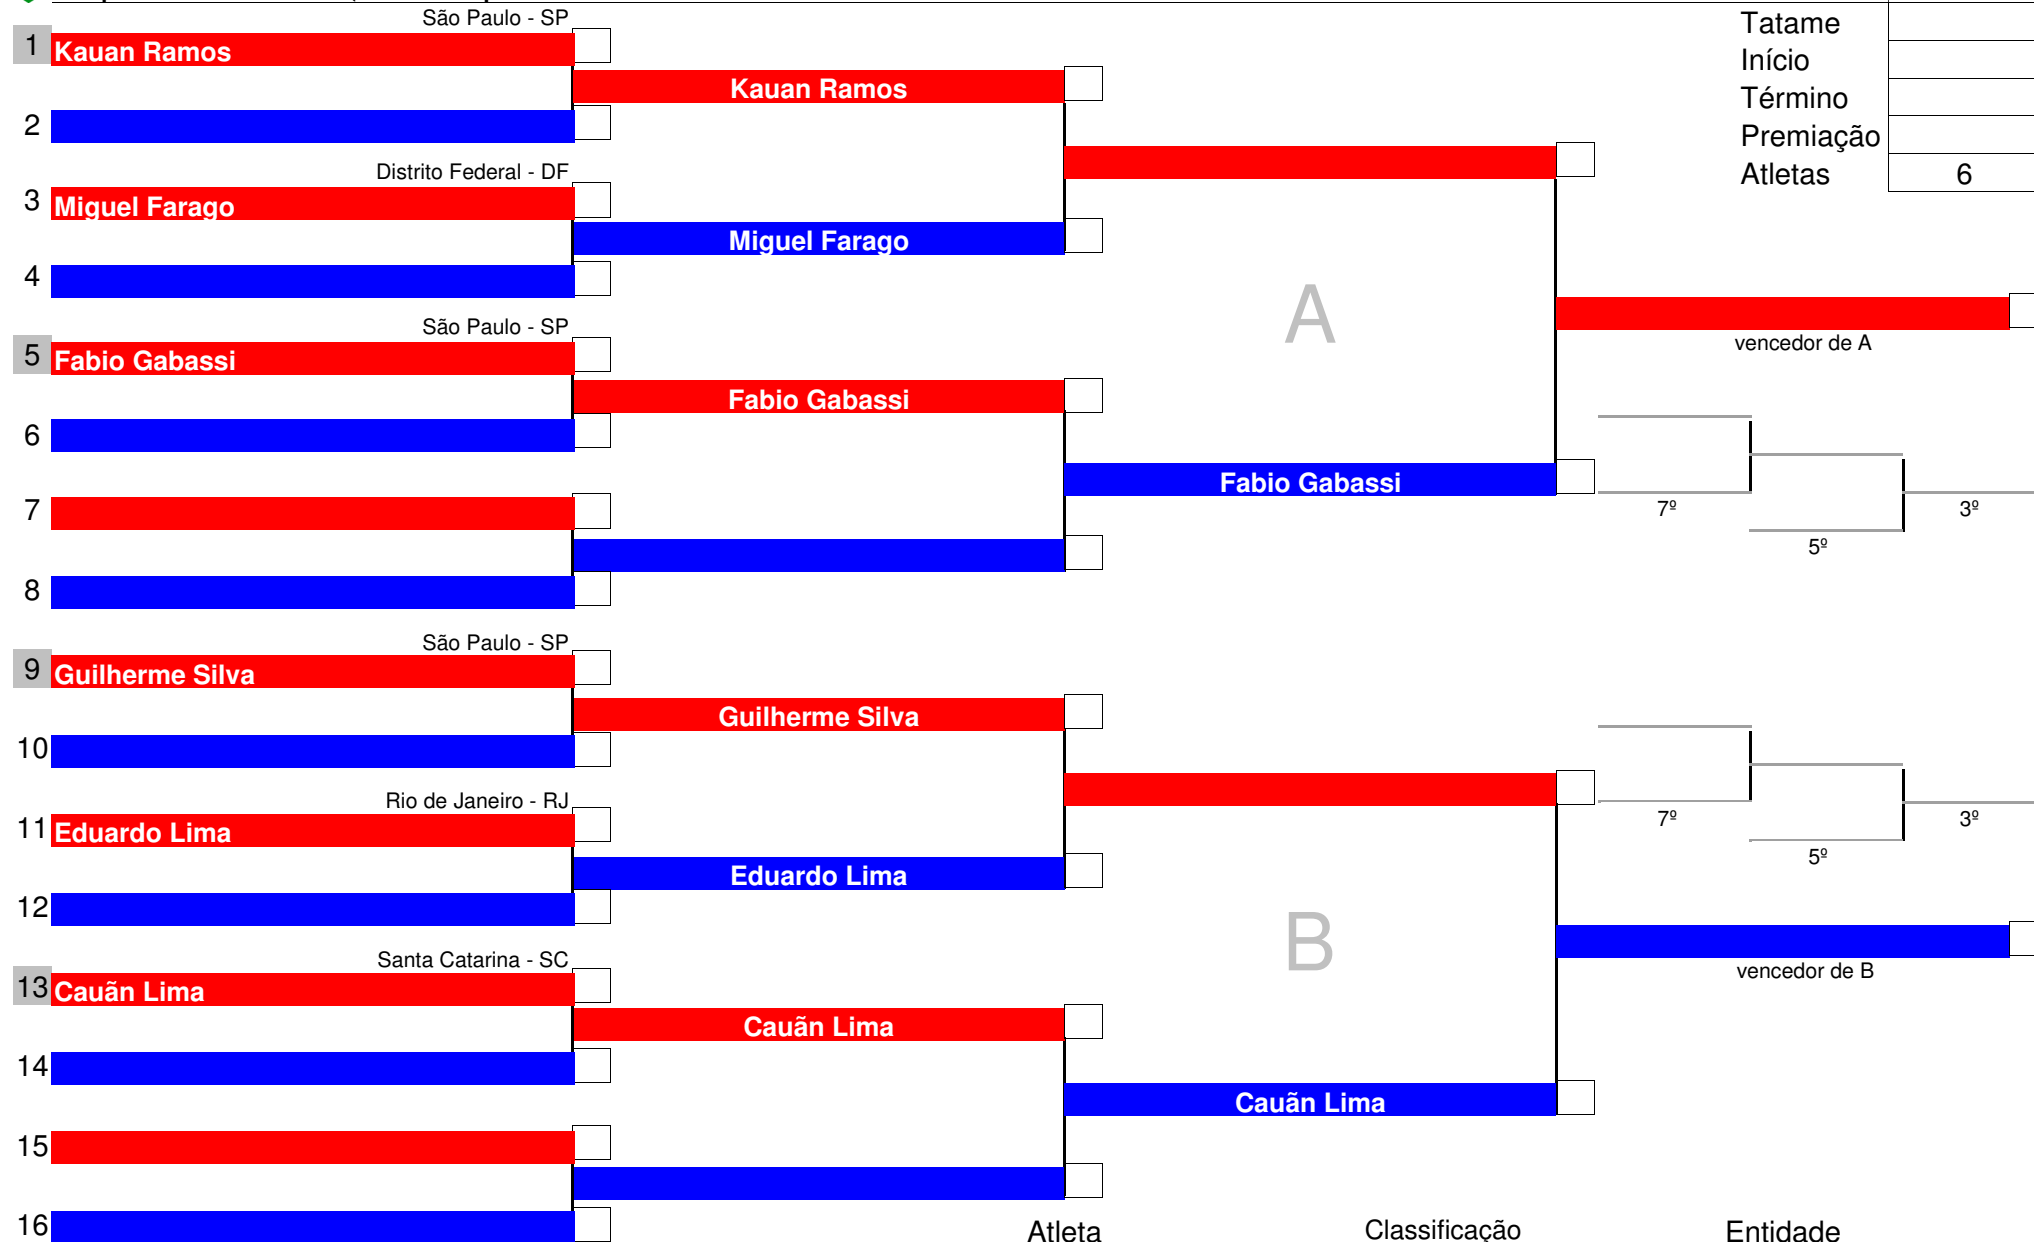 São Paulo - SP
1 Kauan Ramos
Kauan Ramos
2
Distrito Federal - DF
3 Miguel Farago
Miguel Farago
4
São Paulo - SP
5 Fabio Gabassi
Fabio Gabassi
6
Fabio Gabassi
7
8
Tatame
Início
Término
Premiação
Atletas 6
A
vencedor de A
7º
3º
5º
São Paulo - SP
9 Guilherme Silva
Guilherme Silva
10
Rio de Janeiro - RJ
11 Eduardo Lima
Eduardo Lima
12
Santa Catarina - SC
13 Cauãn Lima
Cauãn Lima
14
Cauãn Lima
15
16
7º
3º
5º
B
vencedor de B
Atleta Classificação Entidade